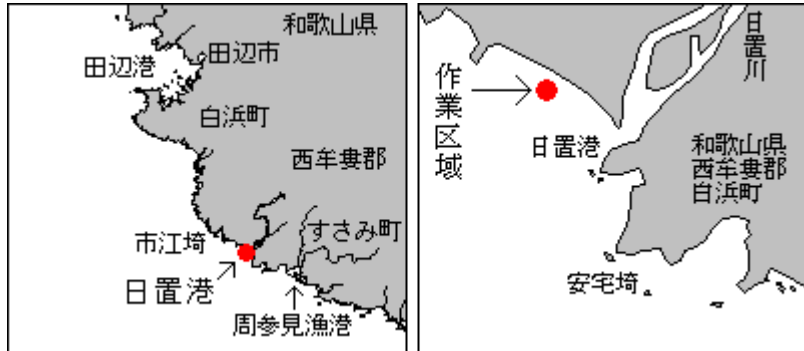 和歌山県
田辺市
田辺港
白浜町
西牟婁郡
市江埼
すさみ町
日置港
周参見漁港
日置川
作業区域
日置港
和歌山県
西牟婁郡
白浜町
安宅埼